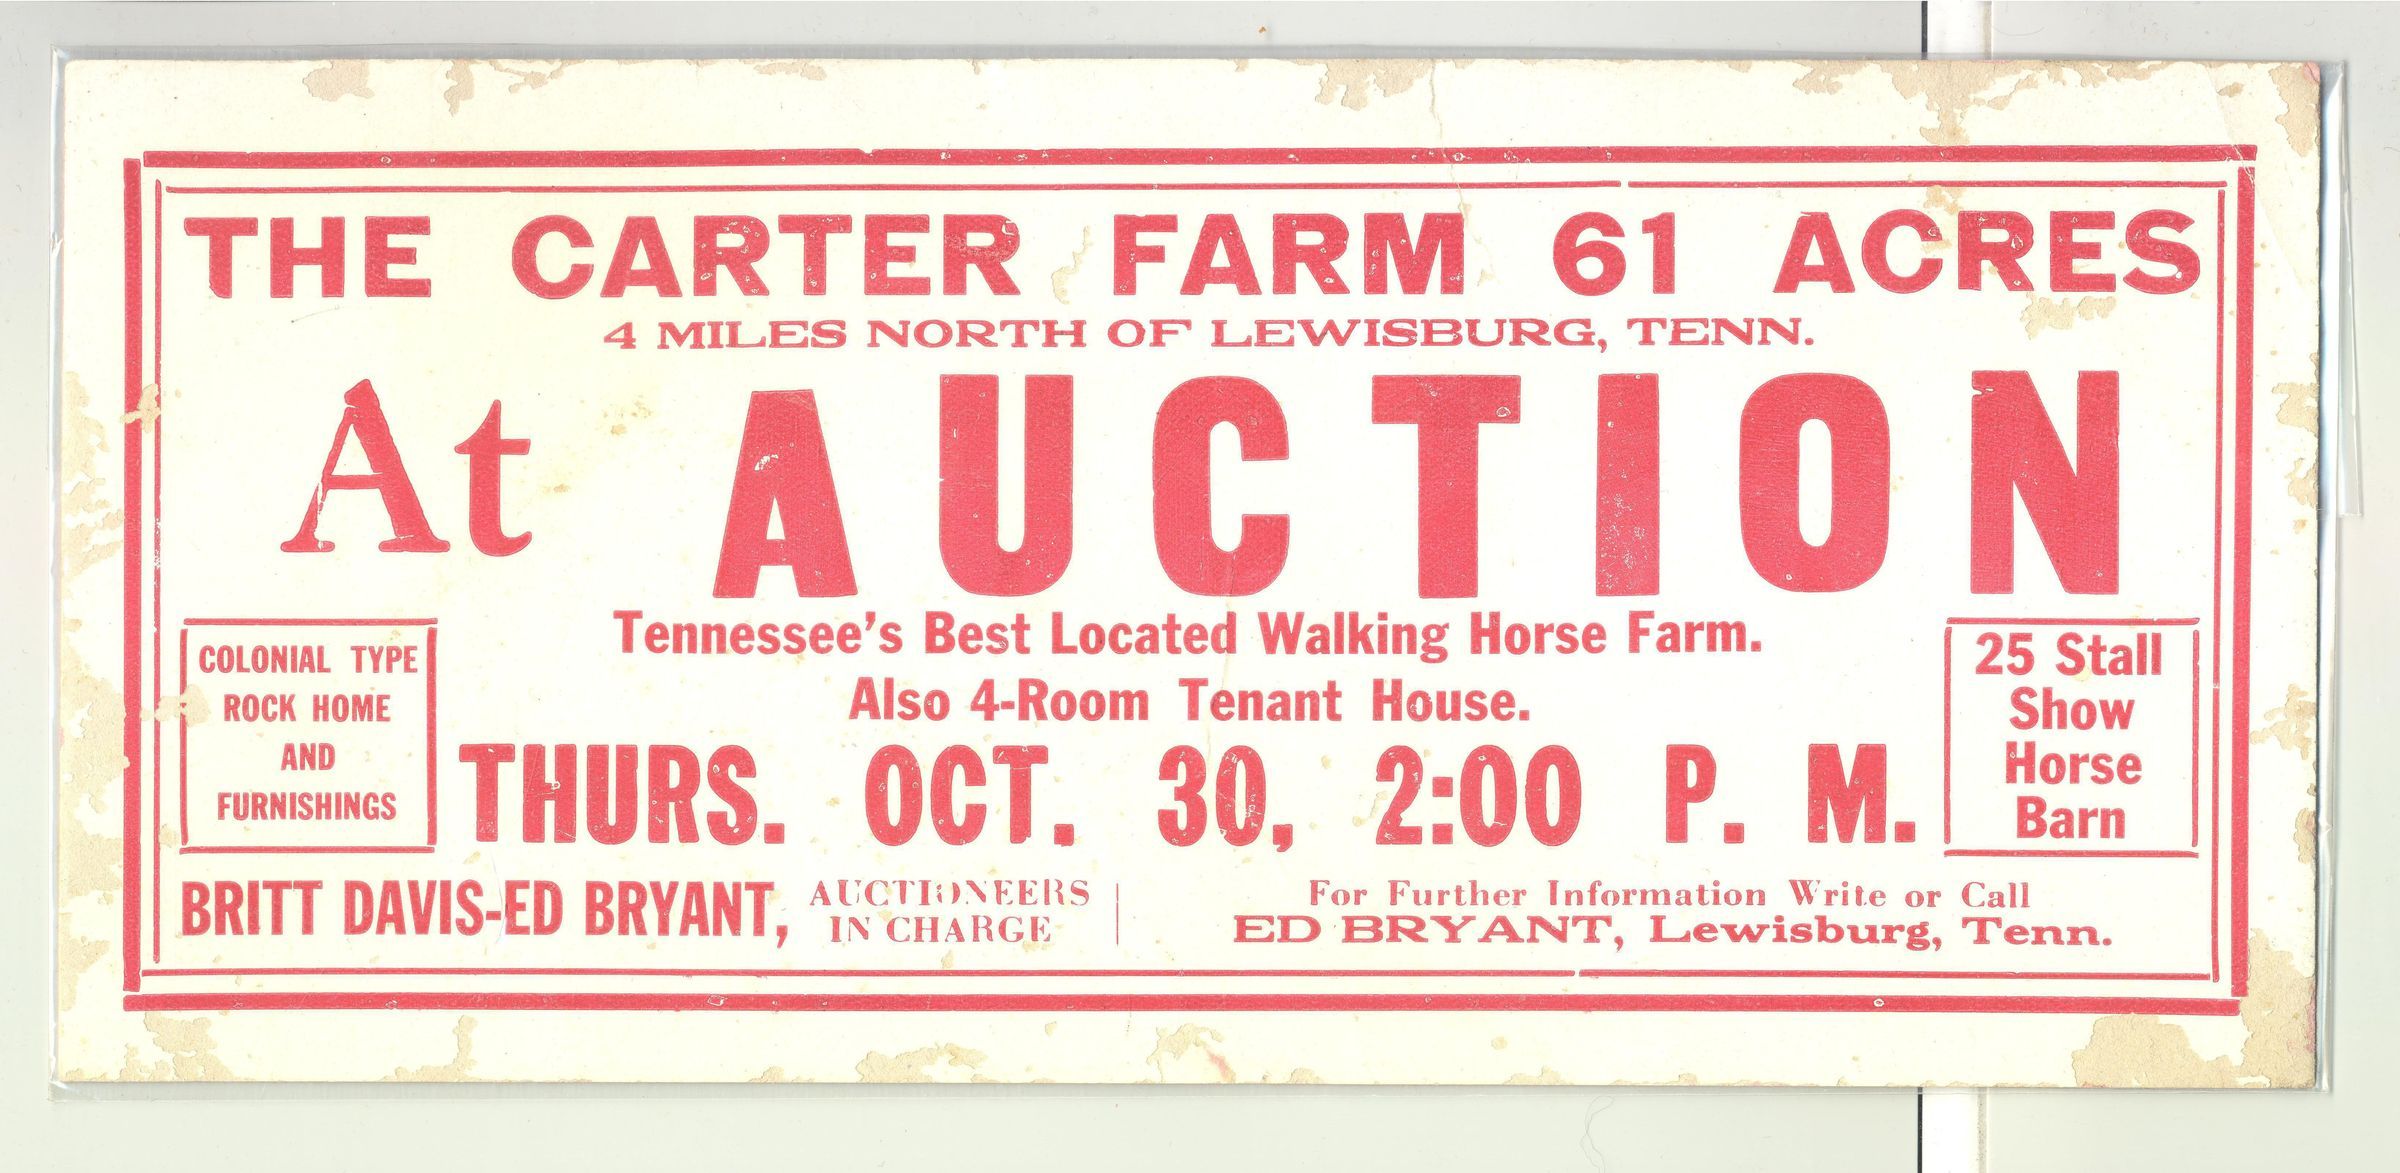 THE CARTER FARM 61 ACRES
4 MILES NORTH OF LEWISBURG, TENN.
At AUCTION
Tennessee's Best Located Walking Horse Farm.
Also 4-Room Tenant House.
COLONIAL TYPE
ROCK HOME
AND
FURNISHINGS
THURS. OCT. 30, 2:00 P. M.
25 Stall
Show
Horse
Barn
BRITT DAVIS-ED BRYANT,
AUCTIONEERS
IN CHARGE
For Further Information Write or Call
ED BRYANT, Lewisburg, Tenn.